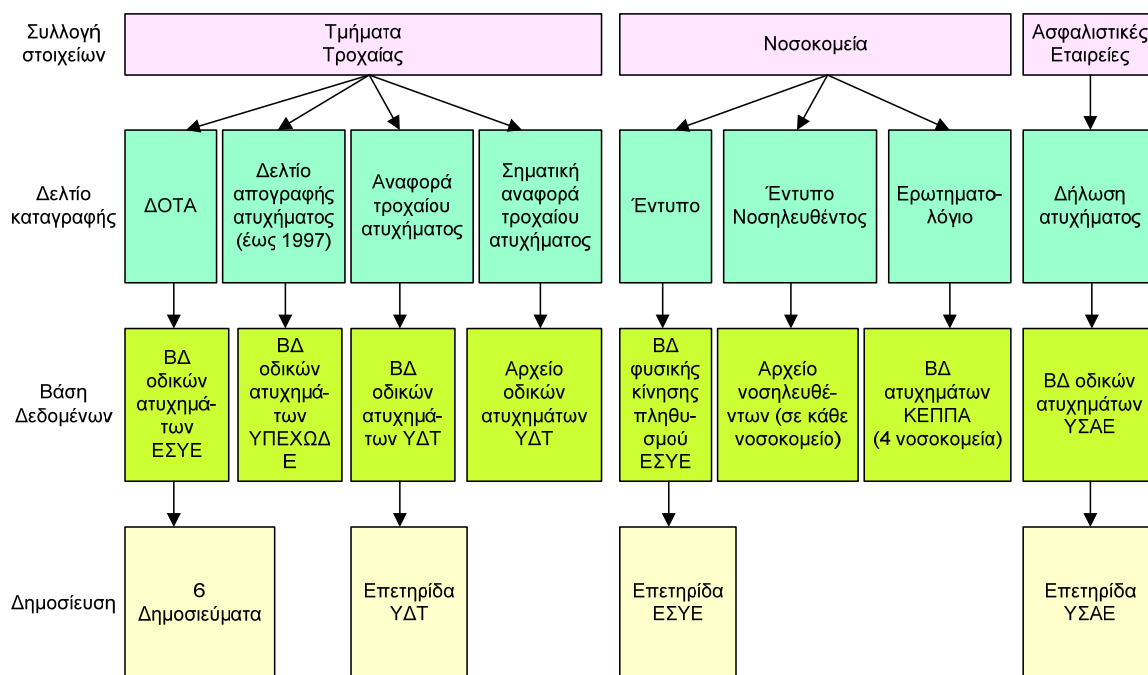 Συλλογή
στοιχείων
Τμήματα
Τροχαίας
Νοσοκομεία
Ασφαλιστικές
Εταιρείες
Δελτίο
καταγραφής
ΔΟΤΑ
Δελτίο
απογραφής
ατυχήματος
(έως 1997)
Αναφορά
τροχαίου
ατυχήματος
Σηματική
αναφορά
τροχαίου
ατυχήματος
Έντυπο
Έντυπο
Νοσηλευθέντος
Ερωτηματο-
λόγιο
Δήλωση
ατυχήματος
Βάση
Δεδομένων
ΒΔ
οδικών
ατυχημά-
των
ΕΣΥΕ
ΒΔ
οδικών
ατυχημά-
των
ΥΠΕΧΩΔ
Ε
ΒΔ
οδικών
ατυχημά-
των ΥΔΤ
Αρχείο
οδικών
ατυχημάτων
ΥΔΤ
ΒΔ
φυσικής
κίνησης
πληθυ-
σμού
ΕΣΥΕ
Αρχείο
νοσηλευθέ-
ντων (σε κάθε
νοσοκομείο)
ΒΔ
ατυχημάτων
ΚΕΠΠΑ
(4 νοσοκομεία)
ΒΔ οδικών
ατυχημάτων
ΥΣΑΕ
Δημοσίευση
6
Δημοσιεύματα
Επετηρίδα
ΥΔΤ
Επετηρίδα
ΕΣΥΕ
Επετηρίδα
ΥΣΑΕ